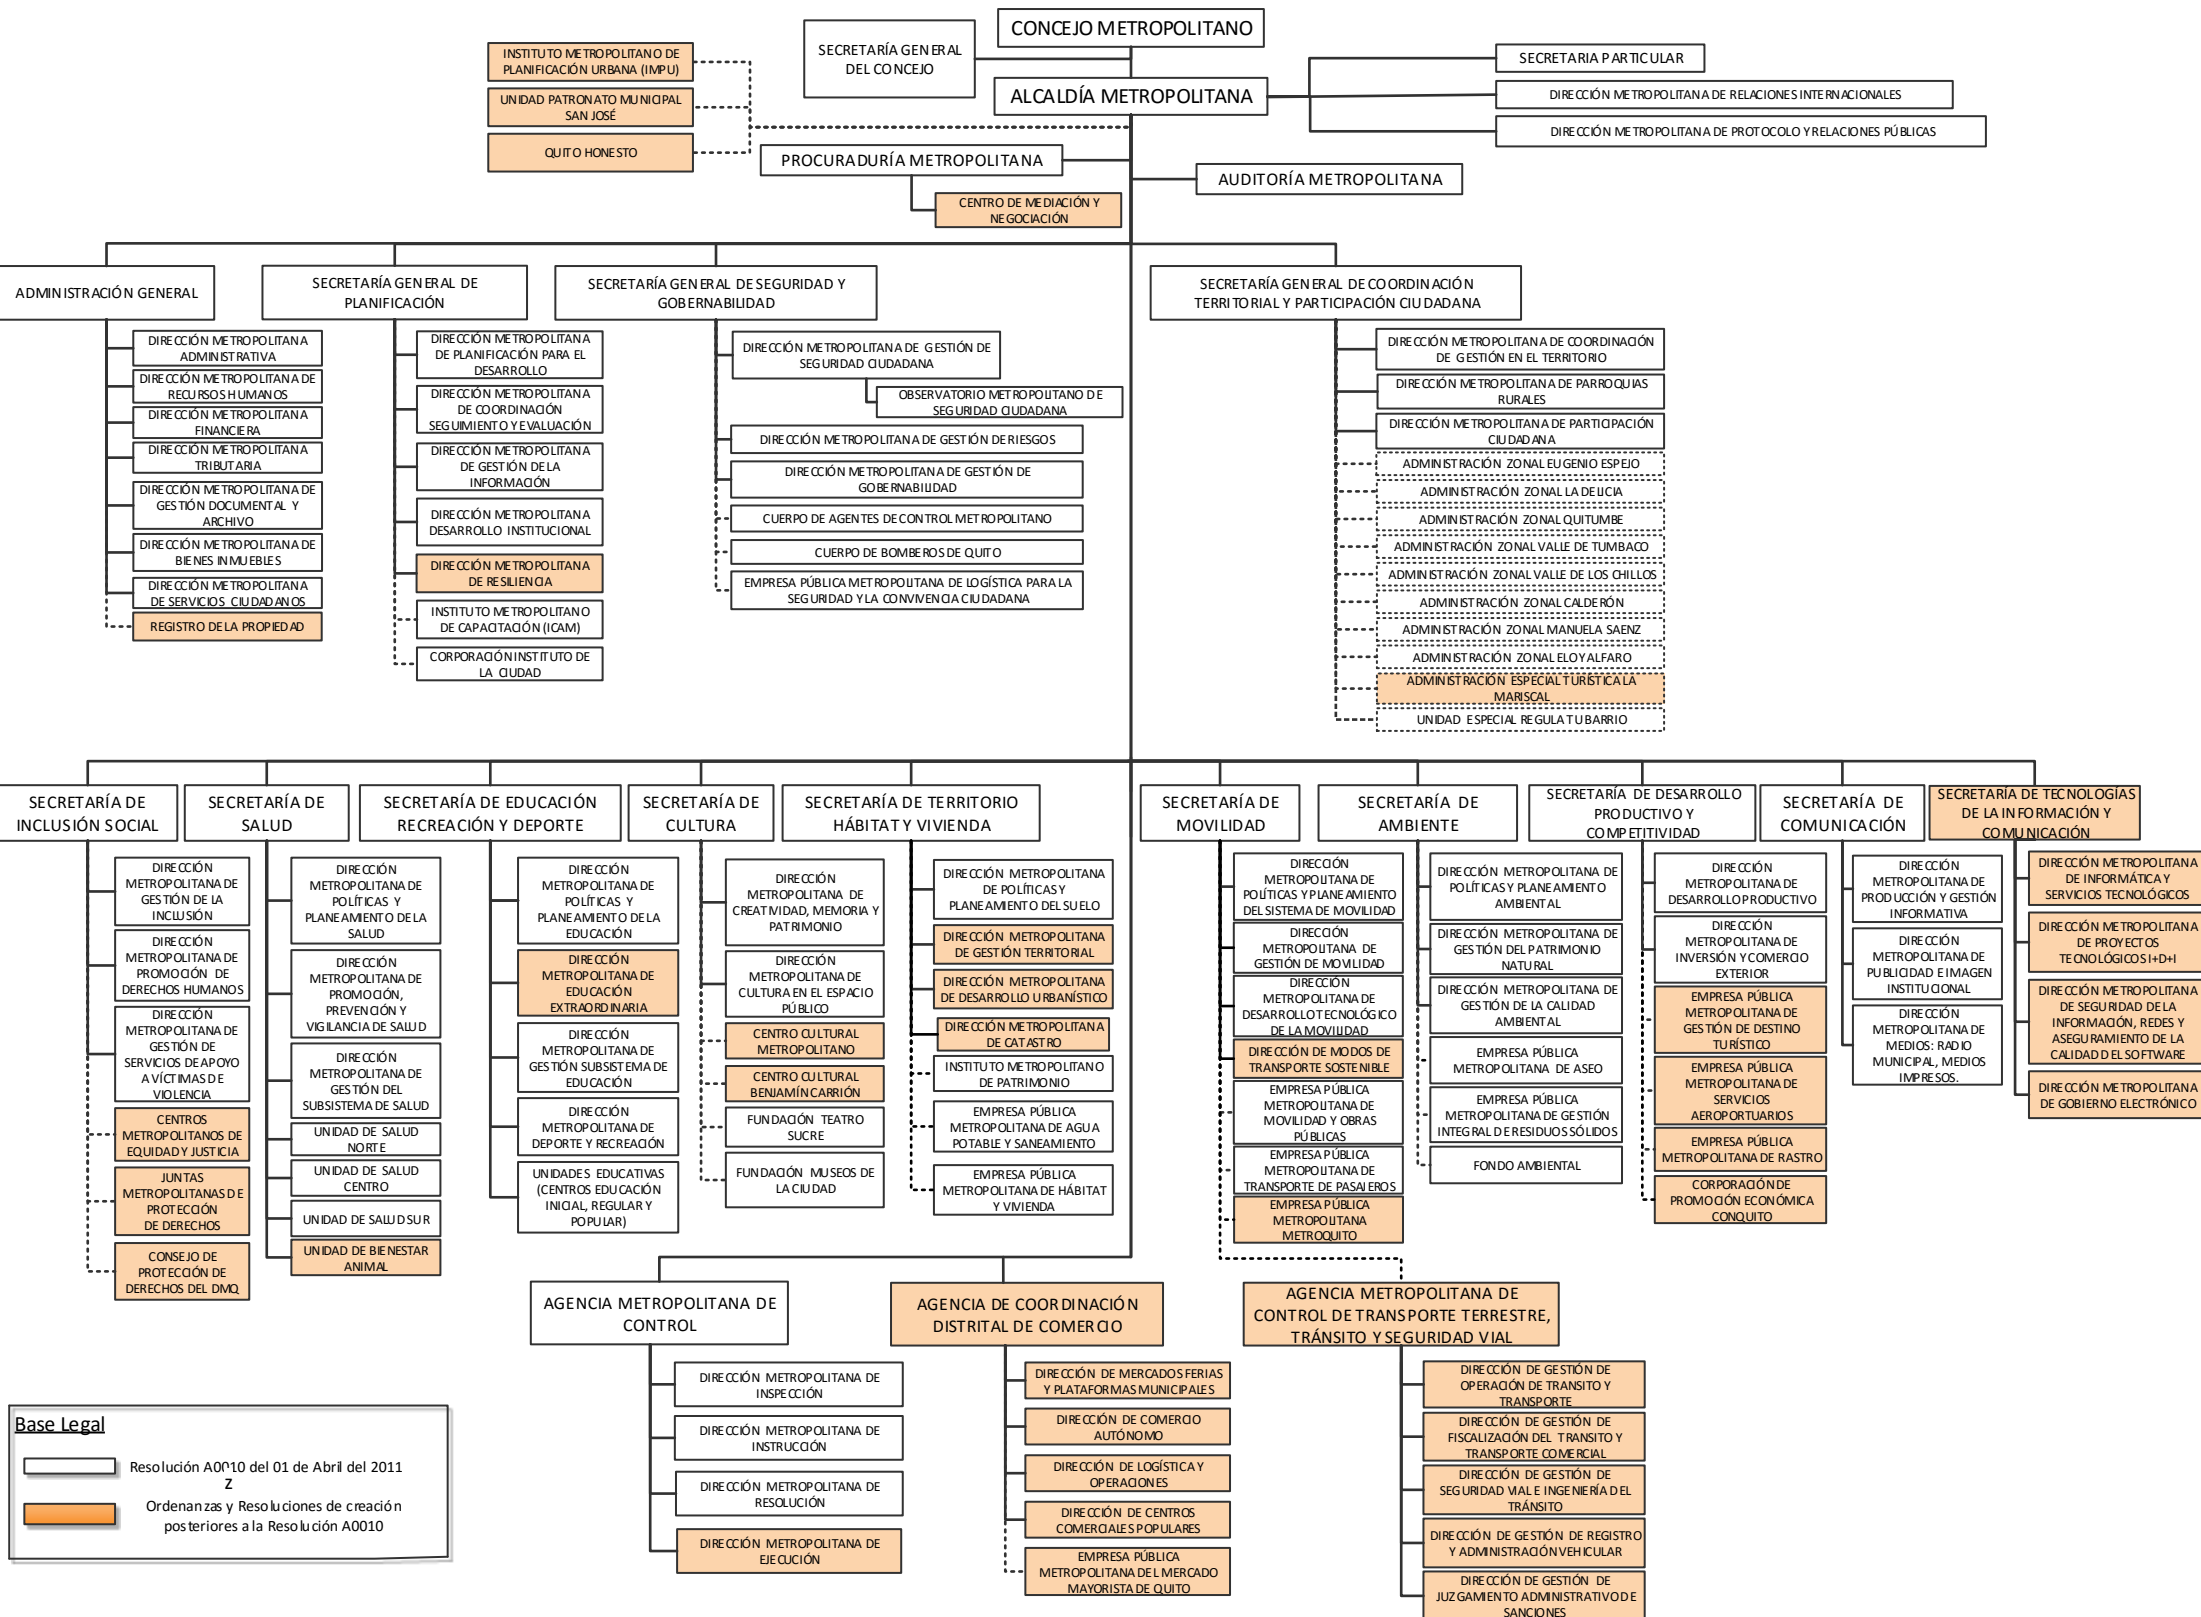 CONCEJO METROPOLITANO
SECRETARÍA GENERAL
DEL CONCEJO
ALCALDÍA METROPOLITANA
SECRETARIA PARTICULAR
DIRECCIÓN METROPOLITANA DE RELACIONES INTERNACIONALES
DIRECCIÓN METROPOLITANA DE PROTOCOLO Y RELACIONES PÚBLICAS
INSTITUTO METROPOLITANO DE
PLANIFICACIÓN URBANA (IMPU)
UNIDAD PATRONATO MUNICIPAL
SAN JOSÉ
QUITO HONESTO
PROCURADURÍA METROPOLITANA
AUDITORÍA METROPOLITANA
CENTRO DE MEDIACIÓN Y
NEGOCIACIÓN
ADMINISTRACIÓN GENERAL
DIRECCIÓN METROPOLITANA
ADMINISTRATIVA
DIRECCIÓN METROPOLITANA DE
RECURSOS HUMANOS
DIRECCIÓN METROPOLITANA
FINANCIERA
DIRECCIÓN METROPOLITANA
TRIBUTARIA
DIRECCIÓN METROPOLITANA DE
GESTIÓN DOCUMENTAL Y
ARCHIVO
DIRECCIÓN METROPOLITANA DE
BIENES INMUEBLES
DIRECCIÓN METROPOLITANA
DE SERVICIOS CIUDADANOS
REGISTRO DE LA PROPIEDAD
SECRETARÍA GENERAL DE
PLANIFICACIÓN
DIRECCIÓN METROPOLITANA
DE PLANIFICACIÓN PARA EL
DESARROLLO
DIRECCIÓN METROPOLITANA
DE COORDINACIÓN
SEGUIMIENTO Y EVALUACIÓN
DIRECCIÓN METROPOLITANA
DE GESTIÓN DE LA
INFORMACIÓN
DIRECCIÓN METROPOLITANA
DESARROLLO INSTITUCIONAL
DIRECCIÓN METROPOLITANA
DE RESILIENCIA
INSTITUTO METROPOLITANO
DE CAPACITACIÓN (ICAM)
CORPORACIÓN INSTITUTO DE
LA CIUDAD
SECRETARÍA GENERAL DE SEGURIDAD Y
GOBERNABILIDAD
DIRECCIÓN METROPOLITANA DE GESTIÓN DE
SEGURIDAD CIUDADANA
OBSERVATORIO METROPOLITANO DE
SEGURIDAD CIUDADANA
DIRECCIÓN METROPOLITANA DE GESTIÓN DE RIESGOS
DIRECCIÓN METROPOLITANA DE GESTIÓN DE
GOBERNABILIDAD
CUERPO DE AGENTES DE CONTROL METROPOLITANO
CUERPO DE BOMBEROS DE QUITO
EMPRESA PÚBLICA METROPOLITANA DE LOGÍSTICA PARA LA
SEGURIDAD Y LA CONVIVENCIA CIUDADANA
SECRETARÍA GENERAL DE COORDINACIÓN
TERRITORIAL Y PARTICIPACIÓN CIUDADANA
DIRECCIÓN METROPOLITANA DE COORDINACIÓN
DE GESTIÓN EN EL TERRITORIO
DIRECCIÓN METROPOLITANA DE PARROQUIAS
RURALES
DIRECCIÓN METROPOLITANA DE PARTICIPACIÓN
CIUDADANA
ADMINISTRACIÓN ZONAL EUGENIO ESPEJO
ADMINISTRACIÓN ZONAL LA DELICIA
ADMINISTRACIÓN ZONAL QUITUMBE
ADMINISTRACIÓN ZONAL VALLE DE TUMBACO
ADMINISTRACIÓN ZONAL VALLE DE LOS CHILLOS
ADMINISTRACIÓN ZONAL CALDERÓN
ADMINISTRACIÓN ZONAL MANUELA SAENZ
ADMINISTRACIÓN ZONAL ELOY ALFARO
ADMINISTRACIÓN ESPECIAL TURÍSTICA LA
MARISCAL
UNIDAD ESPECIAL REGULA TU BARRIO
SECRETARÍA DE
INCLUSIÓN SOCIAL
DIRECCIÓN
METROPOLITANA DE
GESTIÓN DE LA
INCLUSIÓN
DIRECCIÓN
METROPOLITANA DE
PROMOCIÓN DE
DERECHOS HUMANOS
DIRECCIÓN
METROPOLITANA DE
GESTIÓN DE
SERVICIOS DE APOYO
A VÍCTIMAS DE
VIOLENCIA
CENTROS
METROPOLITANOS DE
EQUIDAD Y JUSTICIA
JUNTAS
METROPOLITANAS DE
PROTECCIÓN
DE DERECHOS
CONSEJO DE
PROTECCIÓN DE
DERECHOS DEL DMQ
SECRETARÍA DE
SALUD
DIRECCIÓN
METROPOLITANA DE
POLÍTICAS Y
PLANEAMIENTO DE LA
SALUD
DIRECCIÓN
METROPOLITANA DE
PROMOCIÓN,
PREVENCIÓN Y
VIGILANCIA DE SALUD
DIRECCIÓN
METROPOLITANA DE
GESTIÓN DEL
SUBSISTEMA DE SALUD
UNIDAD DE SALUD
NORTE
UNIDAD DE SALUD
CENTRO
UNIDAD DE SALUD SUR
UNIDAD DE BIENESTAR
ANIMAL
SECRETARÍA DE EDUCACIÓN
RECREACIÓN Y DEPORTE
DIRECCIÓN
METROPOLITANA DE
POLÍTICAS Y
PLANEAMIENTO DE LA
EDUCACIÓN
DIRECCIÓN
METROPOLITANA DE
EDUCACIÓN
EXTRAORDINARIA
DIRECCIÓN
METROPOLITANA DE
GESTIÓN SUBSISTEMA DE
EDUCACIÓN
DIRECCIÓN
METROPOLITANA DE
DEPORTE Y RECREACIÓN
UNIDADES EDUCATIVAS
(CENTROS EDUCACIÓN
INICIAL, REGULAR Y
POPULAR)
SECRETARÍA DE
CULTURA
DIRECCIÓN
METROPOLITANA DE
CREATIVIDAD, MEMORIA Y
PATRIMONIO
DIRECCIÓN
METROPOLITANA DE
CULTURA EN EL ESPACIO
PÚBLICO
CENTRO CULTURAL
METROPOLITANO
CENTRO CULTURAL
BENJAMÍN CARRIÓN
FUNDACIÓN TEATRO
SUCRE
FUNDACIÓN MUSEOS DE
LA CIUDAD
SECRETARÍA DE TERRITORIO
HÁBITAT Y VIVIENDA
DIRECCIÓN METROPOLITANA
DE POLÍTICAS Y
PLANEAMIENTO DEL SUELO
DIRECCIÓN METROPOLITANA
DE GESTIÓN TERRITORIAL
DIRECCIÓN METROPOLITANA
DE DESARROLLO URBANÍSTICO
DIRECCIÓN METROPOLITANA
DE CATASTRO
INSTITUTO METROPOLITANO
DE PATRIMONIO
EMPRESA PÚBLICA
METROPOLITANA DE AGUA
POTABLE Y SANEAMIENTO
EMPRESA PÚBLICA
METROPOLITANA DE HÁBITAT
Y VIVIENDA
SECRETARÍA DE
MOVILIDAD
DIRECCIÓN
METROPOLITANA DE
POLÍTICAS Y PLANEAMIENTO
DEL SISTEMA DE MOVILIDAD
DIRECCIÓN
METROPOLITANA DE
GESTIÓN DE MOVILIDAD
DIRECCIÓN
METROPOLITANA DE
DESARROLLO TECNOLÓGICO
DE LA MOVILIDAD
DIRECCIÓN DE MODOS DE
TRANSPORTE SOSTENIBLE
EMPRESA PÚBLICA
METROPOLITANA DE
MOVILIDAD Y OBRAS
PÚBLICAS
EMPRESA PÚBLICA
METROPOLITANA DE
TRANSPORTE DE PASAJEROS
EMPRESA PÚBLICA
METROPOLITANA
METROQUITO
SECRETARÍA DE
AMBIENTE
DIRECCIÓN METROPOLITANA DE
POLÍTICAS Y PLANEAMIENTO
AMBIENTAL
DIRECCIÓN METROPOLITANA DE
GESTIÓN DEL PATRIMONIO
NATURAL
DIRECCIÓN METROPOLITANA DE
GESTIÓN DE LA CALIDAD
AMBIENTAL
EMPRESA PÚBLICA
METROPOLITANA DE ASEO
EMPRESA PÚBLICA
METROPOLITANA DE GESTIÓN
INTEGRAL DE RESIDUOS SÓLIDOS
FONDO AMBIENTAL
SECRETARÍA DE DESARROLLO
PRODUCTIVO Y
COMPETITIVIDAD
DIRECCIÓN
METROPOLITANA DE
DESARROLLO PRODUCTIVO
DIRECCIÓN
METROPOLITANA DE
INVERSIÓN Y COMERCIO
EXTERIOR
EMPRESA PÚBLICA
METROPOLITANA DE
GESTIÓN DE DESTINO
TURÍSTICO
EMPRESA PÚBLICA
METROPOLITANA DE
SERVICIOS
AEROPORTUARIOS
EMPRESA PÚBLICA
METROPOLITANA DE RASTRO
CORPORACIÓN DE
PROMOCIÓN ECONÓMICA
CONQUITO
SECRETARÍA DE
COMUNICACIÓN
DIRECCIÓN
METROPOLITANA DE
PRODUCCIÓN Y GESTIÓN
INFORMATIVA
DIRECCIÓN
METROPOLITANA DE
PUBLICIDAD E IMAGEN
INSTITUCIONAL
DIRECCIÓN
METROPOLITANA DE
MEDIOS: RADIO
MUNICIPAL, MEDIOS
IMPRESOS.
SECRETARÍA DE TECNOLOGÍAS
DE LA INFORMACIÓN Y
COMUNICACIÓN
DIRECCIÓN METROPOLITANA
DE INFORMÁTICA Y
SERVICIOS TECNOLÓGICOS
DIRECCIÓN METROPOLITANA
DE PROYECTOS
TECNOLÓGICOS I+D+I
DIRECCIÓN METROPOLITANA
DE SEGURIDAD DE LA
INFORMACIÓN, REDES Y
ASEGURAMIENTO DE LA
CALIDAD DEL SOFTWARE
DIRECCIÓN METROPOLITANA
DE GOBIERNO ELECTRÓNICO
AGENCIA METROPOLITANA DE
CONTROL
DIRECCIÓN METROPOLITANA DE
INSPECCIÓN
DIRECCIÓN METROPOLITANA DE
INSTRUCCIÓN
DIRECCIÓN METROPOLITANA DE
RESOLUCIÓN
DIRECCIÓN METROPOLITANA DE
EJECUCIÓN
AGENCIA DE COORDINACIÓN
DISTRITAL DE COMERCIO
DIRECCIÓN DE MERCADOS FERIAS
Y PLATAFORMAS MUNICIPALES
DIRECCIÓN DE COMERCIO
AUTÓNOMO
DIRECCIÓN DE LOGÍSTICA Y
OPERACIONES
DIRECCIÓN DE CENTROS
COMERCIALES POPULARES
EMPRESA PÚBLICA
METROPOLITANA DEL MERCADO
MAYORISTA DE QUITO
AGENCIA METROPOLITANA DE
CONTROL DE TRANSPORTE TERRESTRE,
TRÁNSITO Y SEGURIDAD VIAL
DIRECCIÓN DE GESTIÓN DE
OPERACIÓN DE TRANSITO Y
TRANSPORTE
DIRECCIÓN DE GESTIÓN DE
FISCALIZACIÓN DEL TRANSITO Y
TRANSPORTE COMERCIAL
DIRECCIÓN DE GESTIÓN DE
SEGURIDAD VIAL E INGENIERÍA DEL
TRÁNSITO
DIRECCIÓN DE GESTIÓN DE REGISTRO
Y ADMINISTRACIÓN VEHICULAR
DIRECCIÓN DE GESTIÓN DE
JUZGAMIENTO ADMINISTRATIVO DE
SANCIONES
Base Legal
Resolución A0010 del 01 de Abril del 2011
Z
Ordenanzas y Resoluciones de creación
posteriores a la Resolución A0010